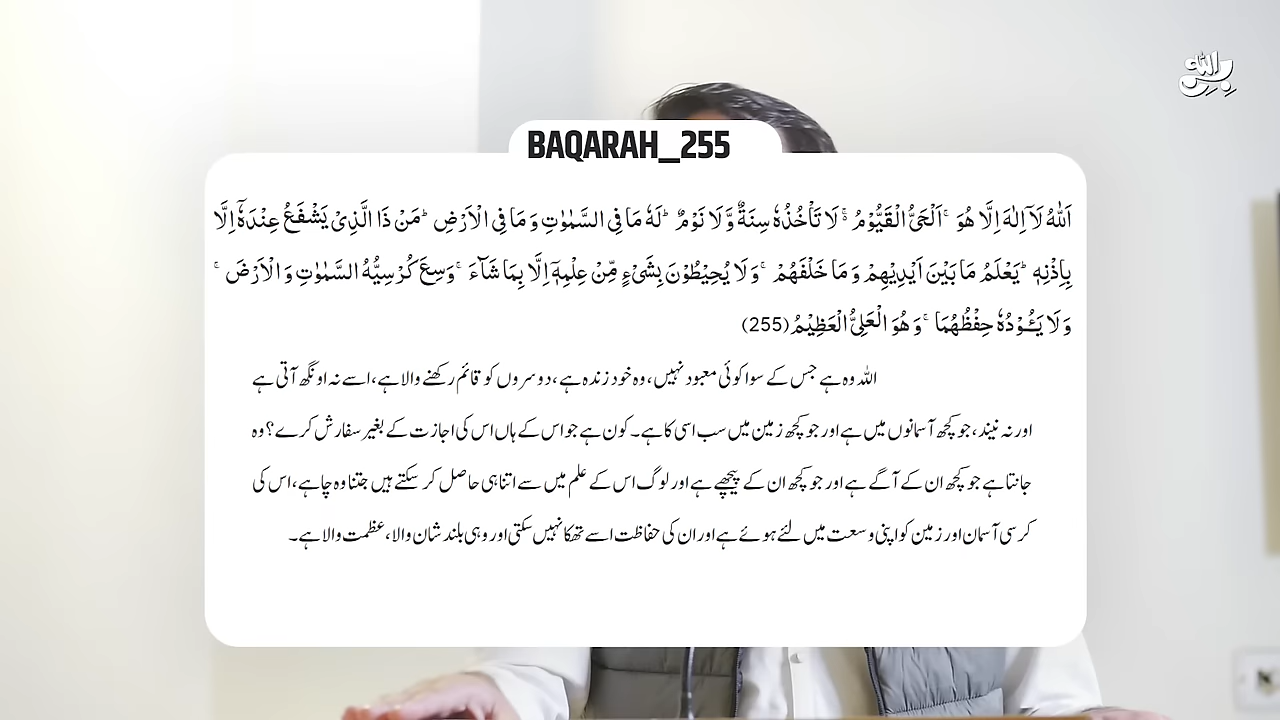 BAQARAH_255
اَللّٰهُ لَاۤ اِلٰهَ اِلَّا هُوَ ۚ اَلْحَیُّ الْقَیُّوْمُ ۬ۚ لَا تَاْخُذُهٗ سِنَةٌ وَّ لَا نَوْمٌ ؕ لَهٗ مَا فِی السَّمٰوٰتِ وَ مَا فِی الْاَرْضِ ؕ مَنْ ذَا الَّذِیْ یَشْفَعُ عِنْدَهٗۤ اِلَّا
بِاِذْنِهٖ ؕ یَعْلَمُ مَا بَیْنَ اَیْدِیْهِمْ وَ مَا خَلْفَهُمْ ۚ وَ لَا یُحِیْطُوْنَ بِشَیْءٍ مِّنْ عِلْمِهٖۤ اِلَّا بِمَا شَآءَ ۚ وَسِعَ كُرْسِیُّهُ السَّمٰوٰتِ وَ الْاَرْضَ ۚ
وَ لَا یَـُٔوْدُهٗ حِفْظُهُمَا ۚ وَ هُوَ الْعَلِیُّ الْعَظِیْمُ(255)
اللہ وہ ہے جس کے سوا کوئی معبود نہیں، وہ خود زندہ ہے، دوسروں کو قائم رکھنے والا ہے، اسے نہ اونگھ آتی ہے
اور نہ نیند، جو کچھ آسمانوں میں ہے اور جو کچھ زمین میں سب اسی کا ہے۔ کون ہے جو اس کے ہاں اس کی اجازت کے بغیر سفارش کرے؟ وہ
جانتا ہے جو کچھ ان کے آگے ہے اور جو کچھ ان کے پیچھے ہے اور لوگ اس کے علم میں سے اتنا ہی حاصل کر سکتے ہیں جتنا وہ چاہے، اس کی
کرسی آسمان اور زمین کو اپنی وسعت میں لئے ہوئے ہے اور ان کی حفاظت اسے تھکا نہیں سکتی اور وہی بلند شان والا، عظمت والا ہے۔
بسم اللہ